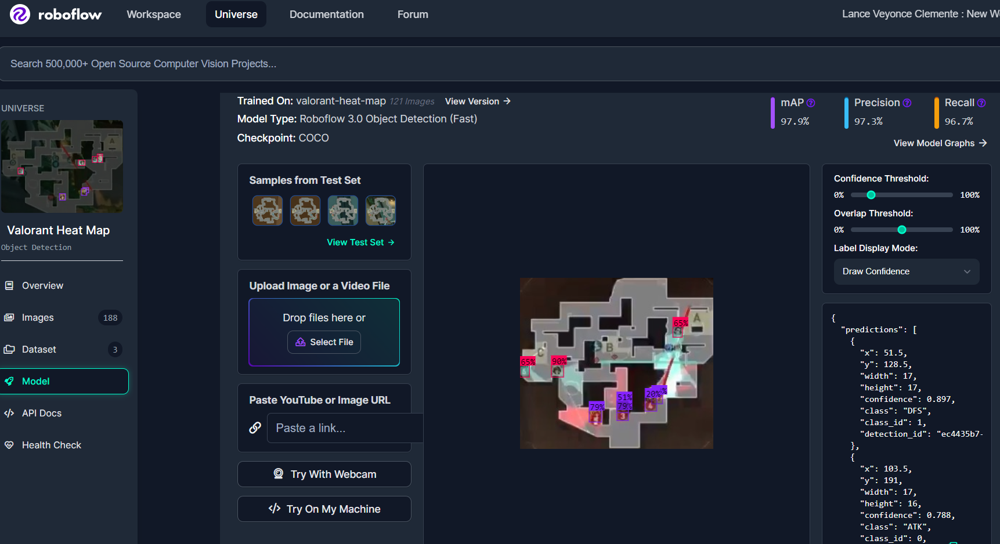 roboflow
Workspace
Universe
Documentation
Forum
Lance Veyonce Clemente : New W
Search 500,000+ Open Source Computer Vision Projects...
UNIVERSE
Valorant Heat Map
Object Detection
Overview
Images 188
Dataset 3
Model
API Docs
Health Check
Trained On: valorant-heat-map 121 Images View Version →
Model Type: Roboflow 3.0 Object Detection (Fast)
Checkpoint: COCO
mAP
97.9%
Precision
97.3%
Recall
96.7%
View Model Graphs →
Samples from Test Set
View Test Set →
Upload Image or a Video File
Drop files here or
Select File
Paste YouTube or Image URL
Paste a link...
Try With Webcam
</> Try On My Machine
A
65%
B
C
65%
90%
20%
51%
79%
79%
3
Confidence Threshold:
0% 100%
Overlap Threshold:
0% 100%
Label Display Mode:
Draw Confidence
{
"predictions": [
{
"x": 51.5,
"y": 128.5,
"width": 17,
"height": 17,
"confidence": 0.897,
"class": "DFS",
"class_id": 1,
"detection_id": "ec4435b7-
},
{
"x": 103.5,
"y": 191,
"width": 17,
"height": 16,
"confidence": 0.788,
"class": "ATK",
"class_id": 0,